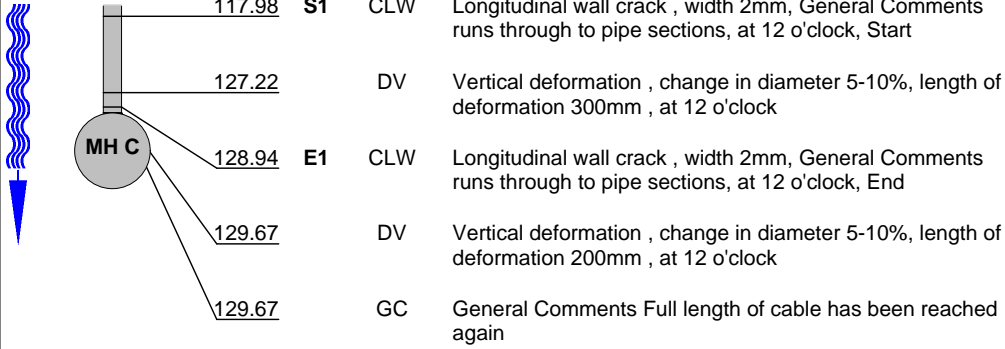 117.98 S1 CLW Longitudinal wall crack , width 2mm, General Comments
runs through to pipe sections, at 12 o'clock, Start
127.22 DV Vertical deformation , change in diameter 5-10%, length of
deformation 300mm , at 12 o'clock
MH C
128.94 E1 CLW Longitudinal wall crack , width 2mm, General Comments
runs through to pipe sections, at 12 o'clock, End
129.67 DV Vertical deformation , change in diameter 5-10%, length of
deformation 200mm , at 12 o'clock
129.67 GC General Comments Full length of cable has been reached
again